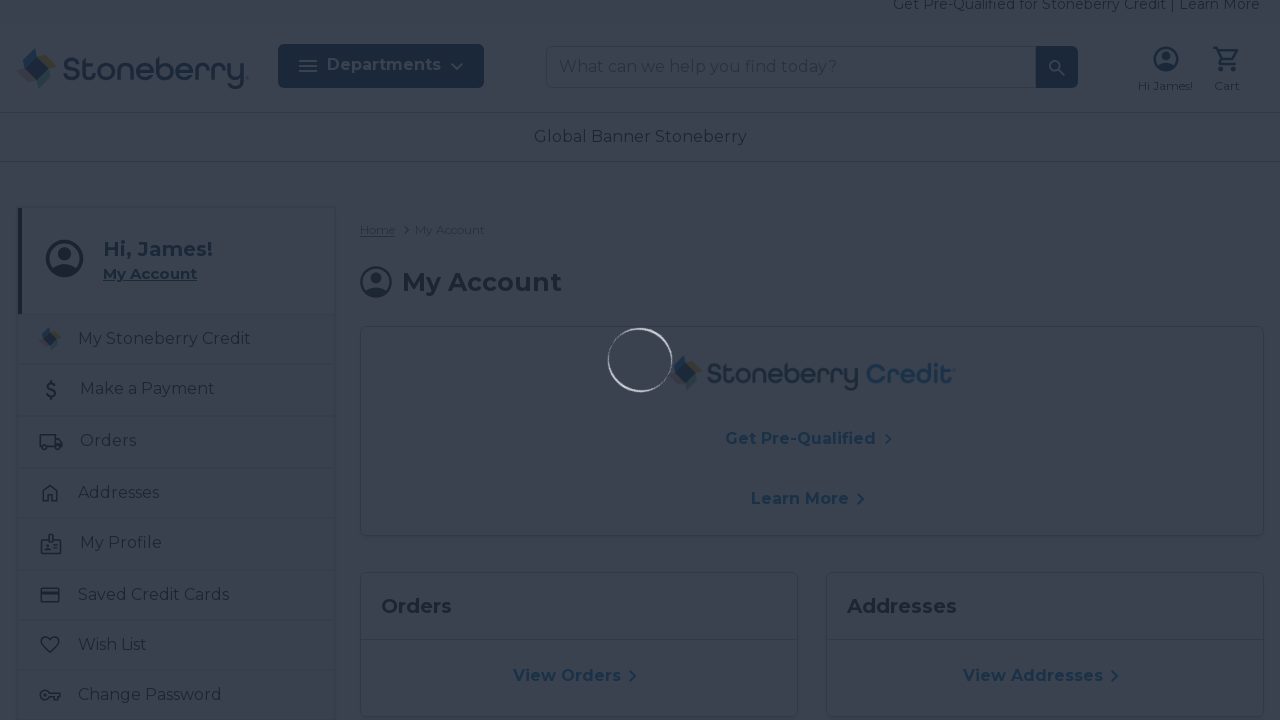 Get Pre-Qualified for Stoneberry Credit | Learn More
Stoneberry
Departments
What can we help you find today?
Hi James!
Cart
Global Banner Stoneberry
Hi, James!
My Account
My Stoneberry Credit
Make a Payment
Orders
Addresses
My Profile
Saved Credit Cards
Wish List
Change Password
Home > My Account
My Account
Stoneberry Credit
Get Pre-Qualified
Learn More
Orders
View Orders
Addresses
View Addresses